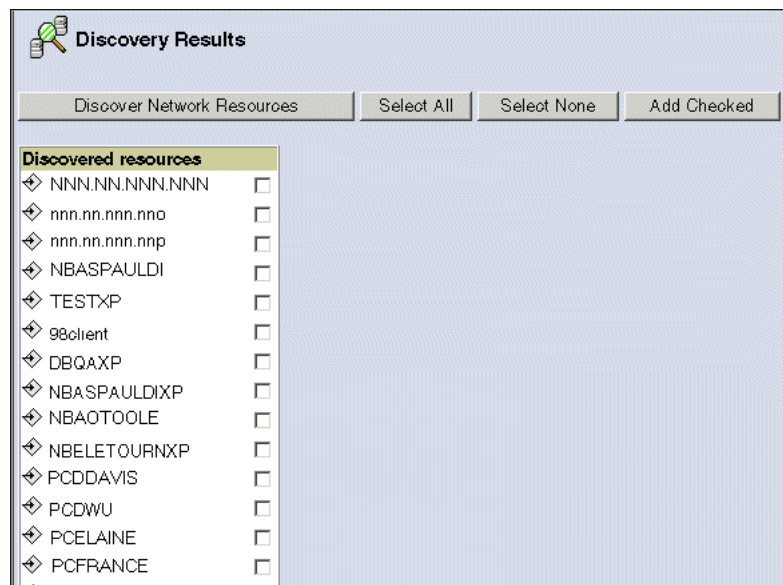 Discovery Results
Discover Network Resources Select All Select None Add Checked
Discovered resources
NNN.NN.NNN.NNN
nnn.nn.nnn.nno
nnn.nn.nnn.nnp
NBASPAULDI
TESTXP
98client
DBQAXP
NBASPAULDIXP
NBAOTOOLE
NBELETOURNXP
PCDDAVIS
PCDWU
PCELAINE
PCFRANCE